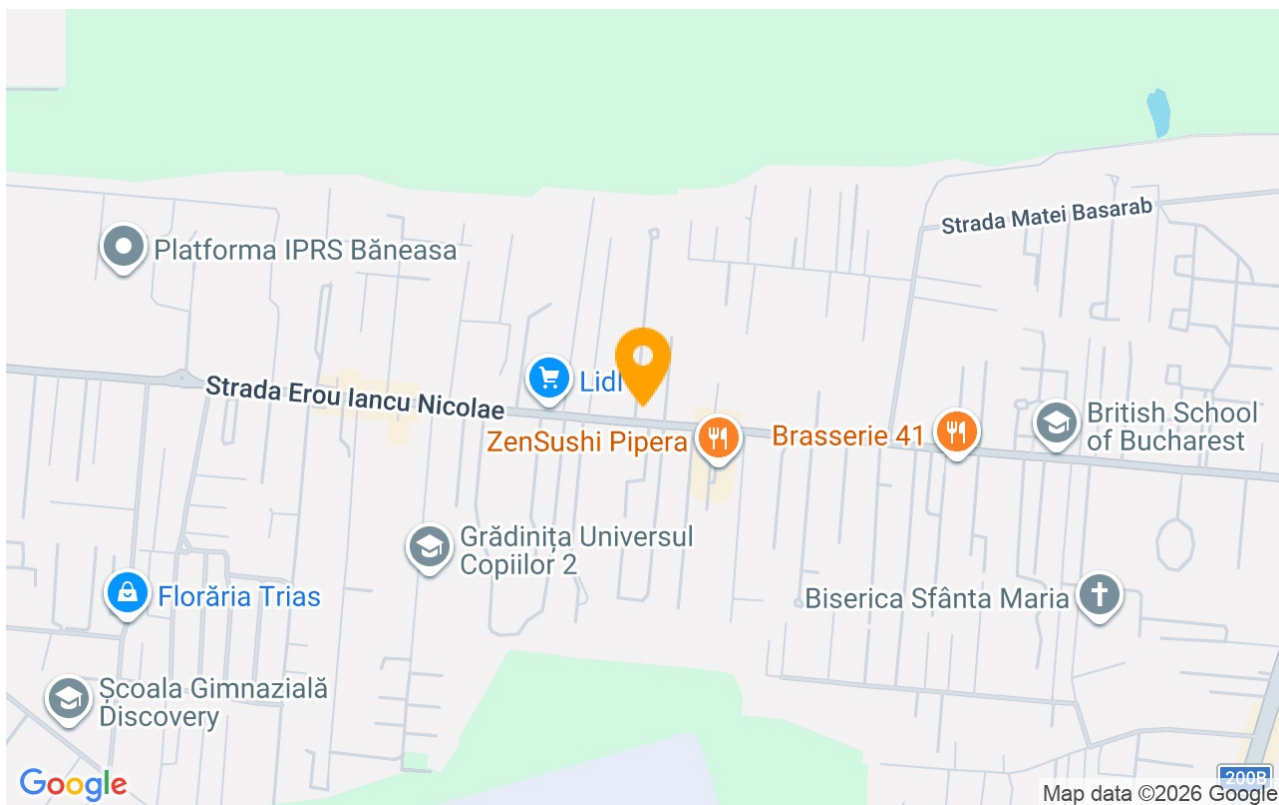 Strada Matei Basarab
Platforma IPRS Băneasa
Strada Erou Iancu Nicolae
Lidl
ZenSushi Pipera
Brasserie 41
British School
of Bucharest
Grădinița Universul
Copiilor 2
Florăria Trias
Biserica Sfânta Maria
Școala Gimnazială
Discovery
200B
Google
Map data ©2026 Google